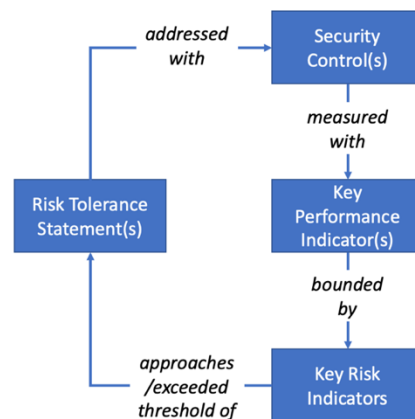 addressed
with
Security
Control(s)
measured
with
Risk Tolerance
Statement(s)
Key
Performance
Indicator(s)
bounded
by
approaches
/exceeded
threshold of
Key Risk
Indicators